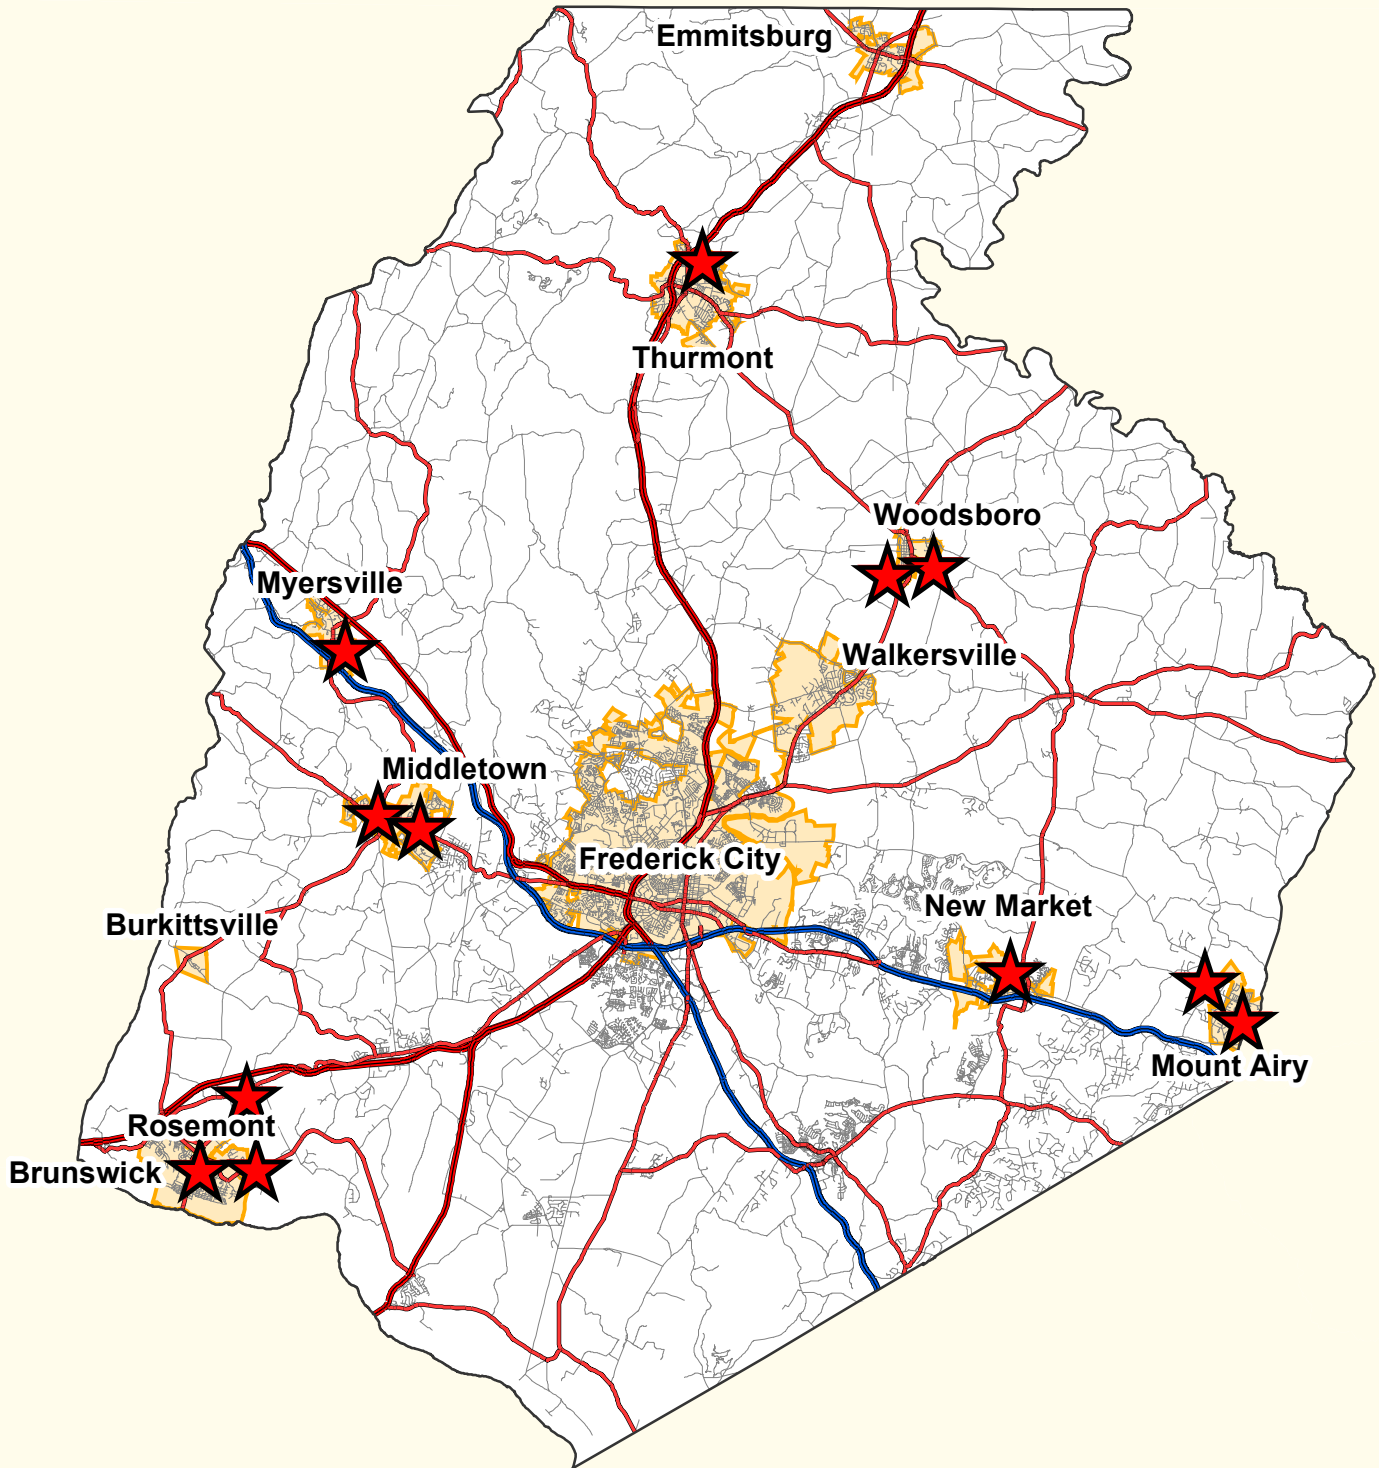 Emmitsburg
Thurmont
Woodsboro
Myersville
Walkersville
Middletown
Frederick City
New Market
Burkittsville
Mount Airy
Rosemont
Brunswick